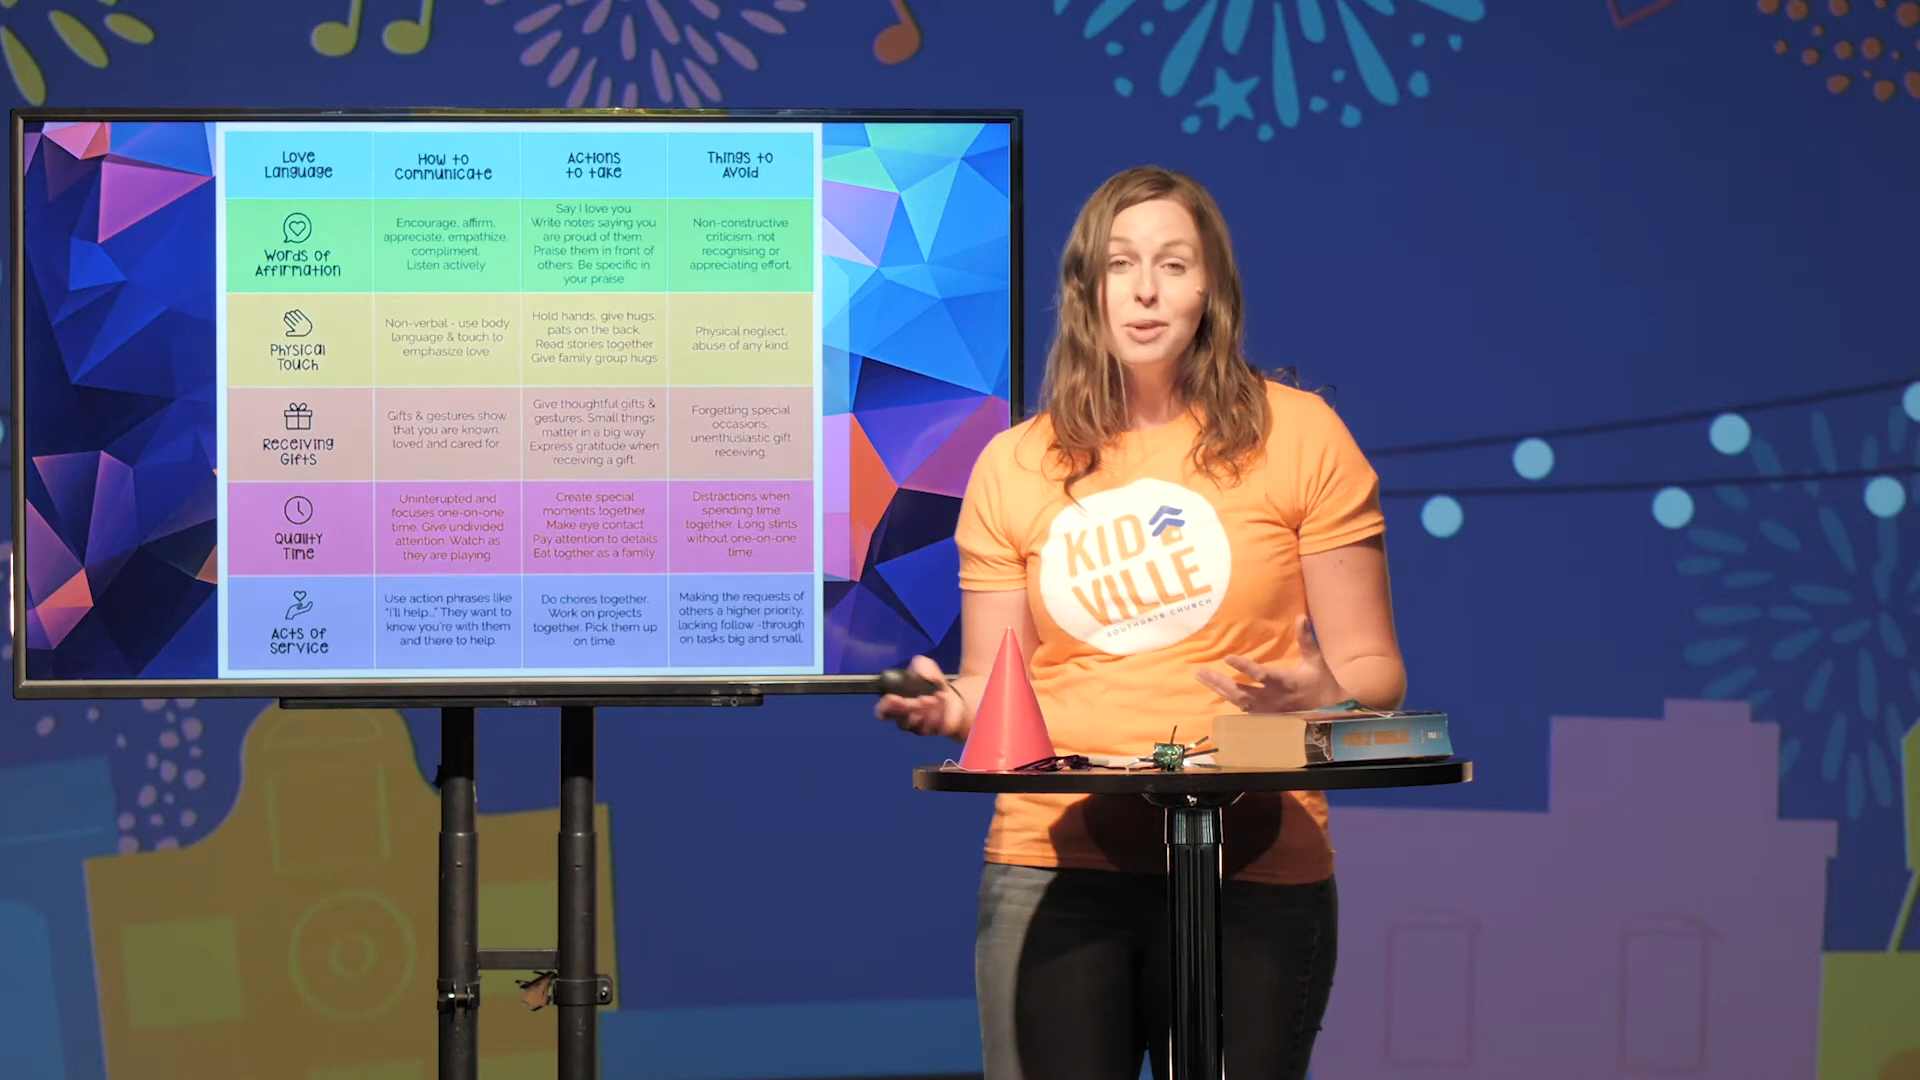 Love
Language
How to
Communicate
Actions
to take
Things to
Avoid
Words of
Affirmation
Encourage, affirm,
appreciate, empathize,
compliment.
Listen actively
Say I love you
Write notes saying you
are proud of them.
Praise them in front of
others. Be specific in
your praise
Non-constructive
criticism, not
recognising or
appreciating effort.
Physical
Touch
Non-verbal - use body
language & touch to
emphasize love.
Hold hands, give hugs,
pats on the back.
Read stories together
Give family group hugs
Physical neglect,
abuse of any kind.
Receiving
Gifts
Gifts & gestures show
that you are known,
loved and cared for.
Give thoughtful gifts &
gestures. Small things
matter in a big way
Express gratitude when
receiving a gift.
Forgetting special
occasions,
unenthusiastic gift
receiving.
Quality
Time
Uninterupted and
focuses one-on-one
time. Give undivided
attention. Watch as
they are playing.
Create special
moments together.
Make eye contact
Pay attention to details
Eat togther as a family.
Distractions when
spending time
together. Long stints
without one-on-one
time.
Acts of
Service
Use action phrases like
"I'll help..." They want to
know you're with them
and there to help.
Do chores together.
Work on projects
together. Pick them up
on time.
Making the requests of
others a higher priority,
lacking follow -through
on tasks big and small.
TOSHIBA
KID
VILLE
SOUTHGATE CHURCH